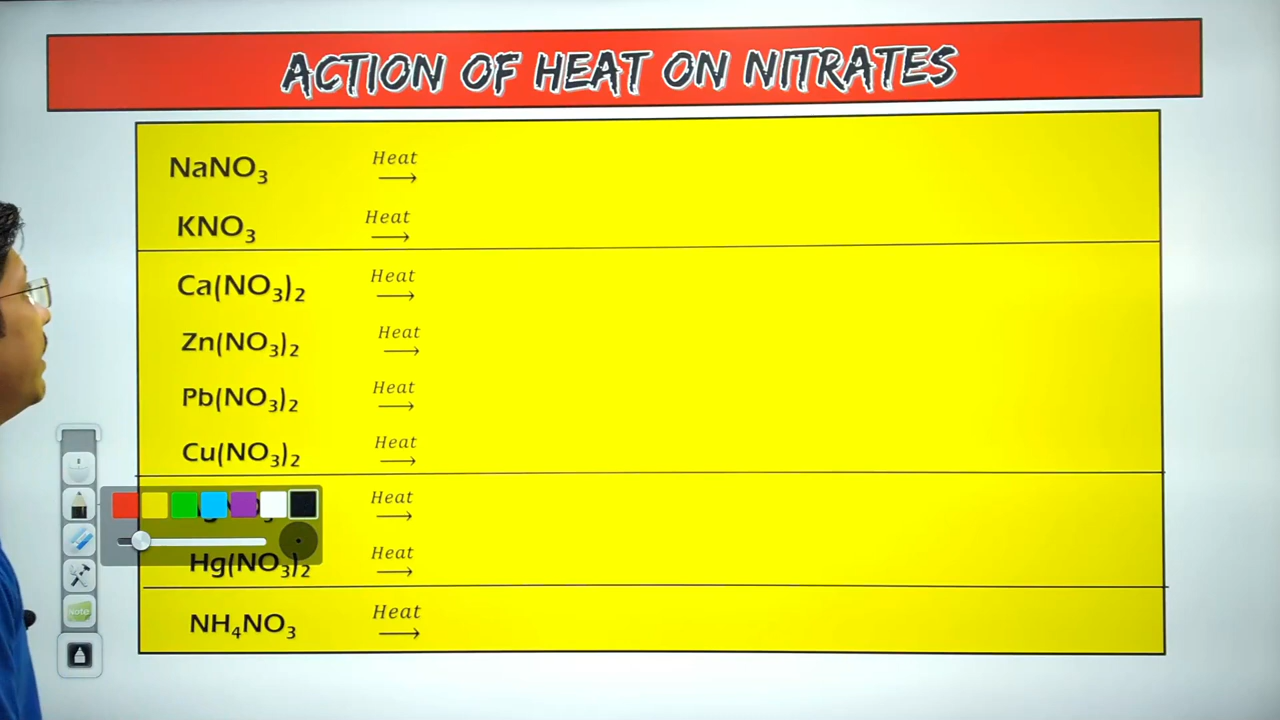 ACTION OF HEAT ON NITRATES
NaNO₃ Heat →
KNO₃ Heat →
Ca(NO₃)₂ Heat →
Zn(NO₃)₂ Heat →
Pb(NO₃)₂ Heat →
Cu(NO₃)₂ Heat →
Heat →
Hg(NO₃)₂ Heat →
NH₄NO₃ Heat →
Note